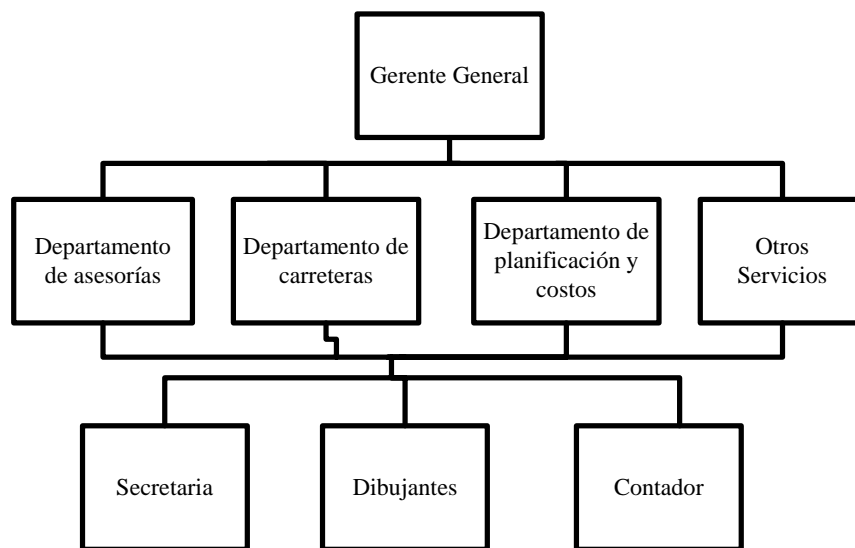 Gerente General
Departamento
de asesorías
Departamento de
carreteras
Departamento de
planificación y
costos
Otros
Servicios
Secretaria
Dibujantes
Contador